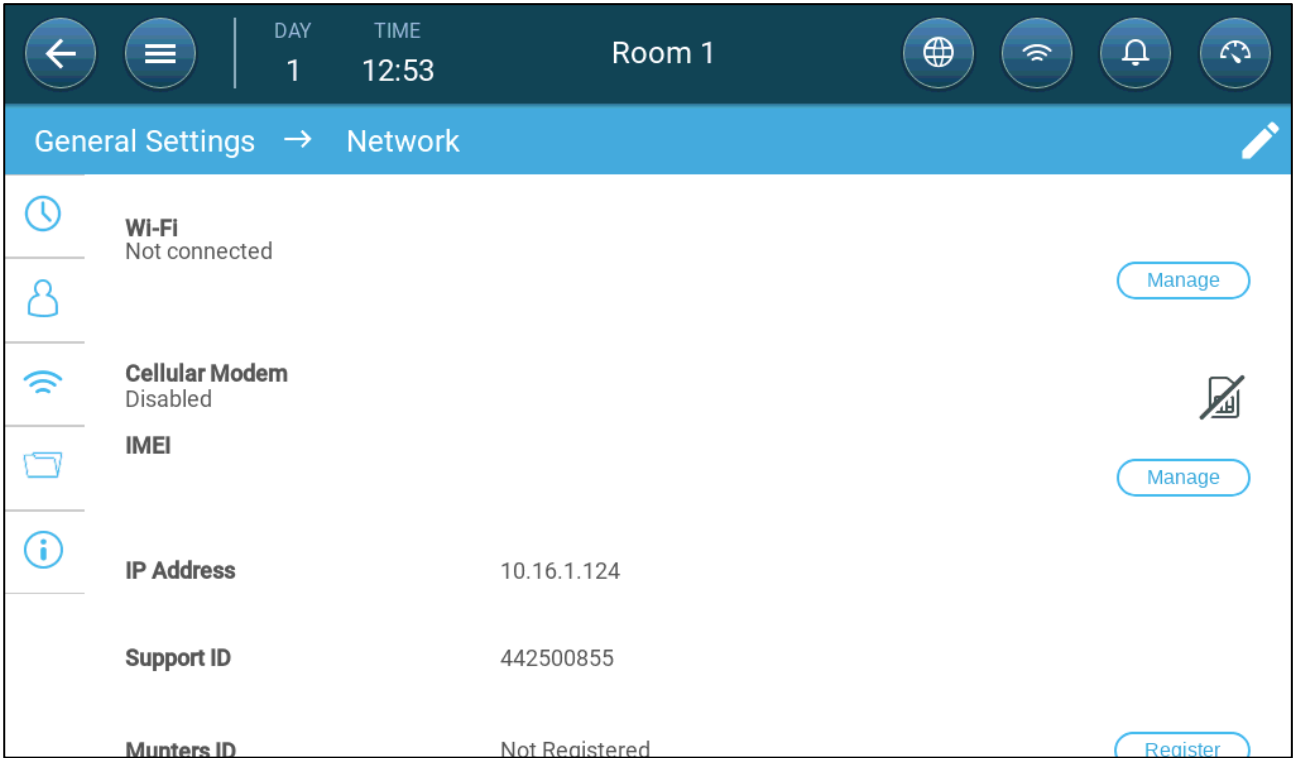 DAY TIME
1 12:53
Room 1
General Settings → Network
Wi-Fi
Not connected
Manage
Cellular Modem
Disabled
IMEI
Manage
IP Address 10.16.1.124
Support ID 442500855
Munters ID Not Registered Register